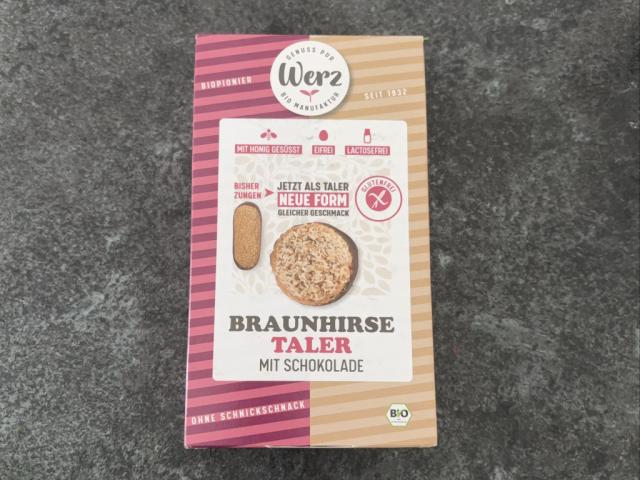 GENUSS PUR
Werz
BIO MANUFAKTUR
BIOPIONIER
SEIT 1932
MIT HONIG GESÜSST
EIFREI
LACTOSEFREI
BISHER
ZUNGEN
JETZT ALS TALER
NEUE FORM
GLEICHER GESCHMACK
GLUTENFREI
BRAUNHIRSE
TALER
MIT SCHOKOLADE
OHNE SCHNICKSCHNACK
BIO